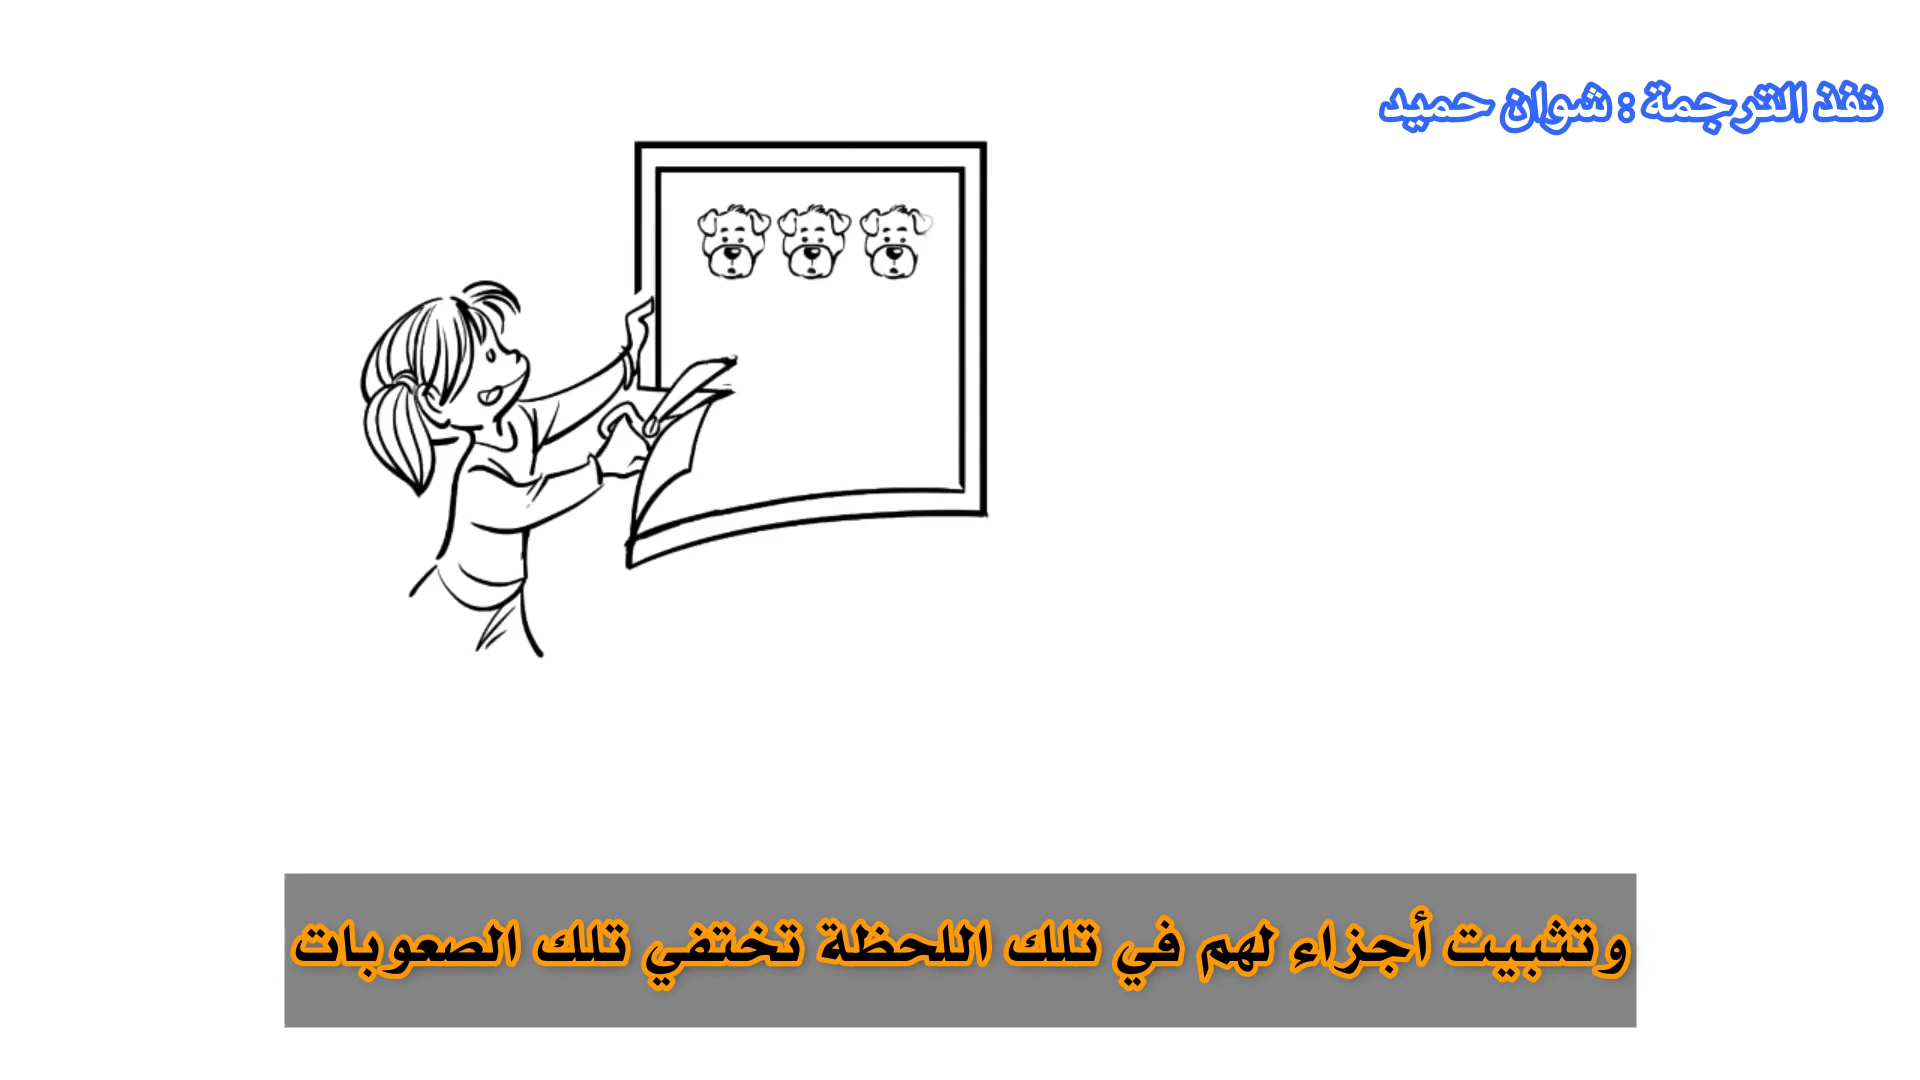 نفذ الترجمة : شوان حميد
وتثبيت أجزاء لهم في تلك اللحظة تختفي تلك الصعوبات